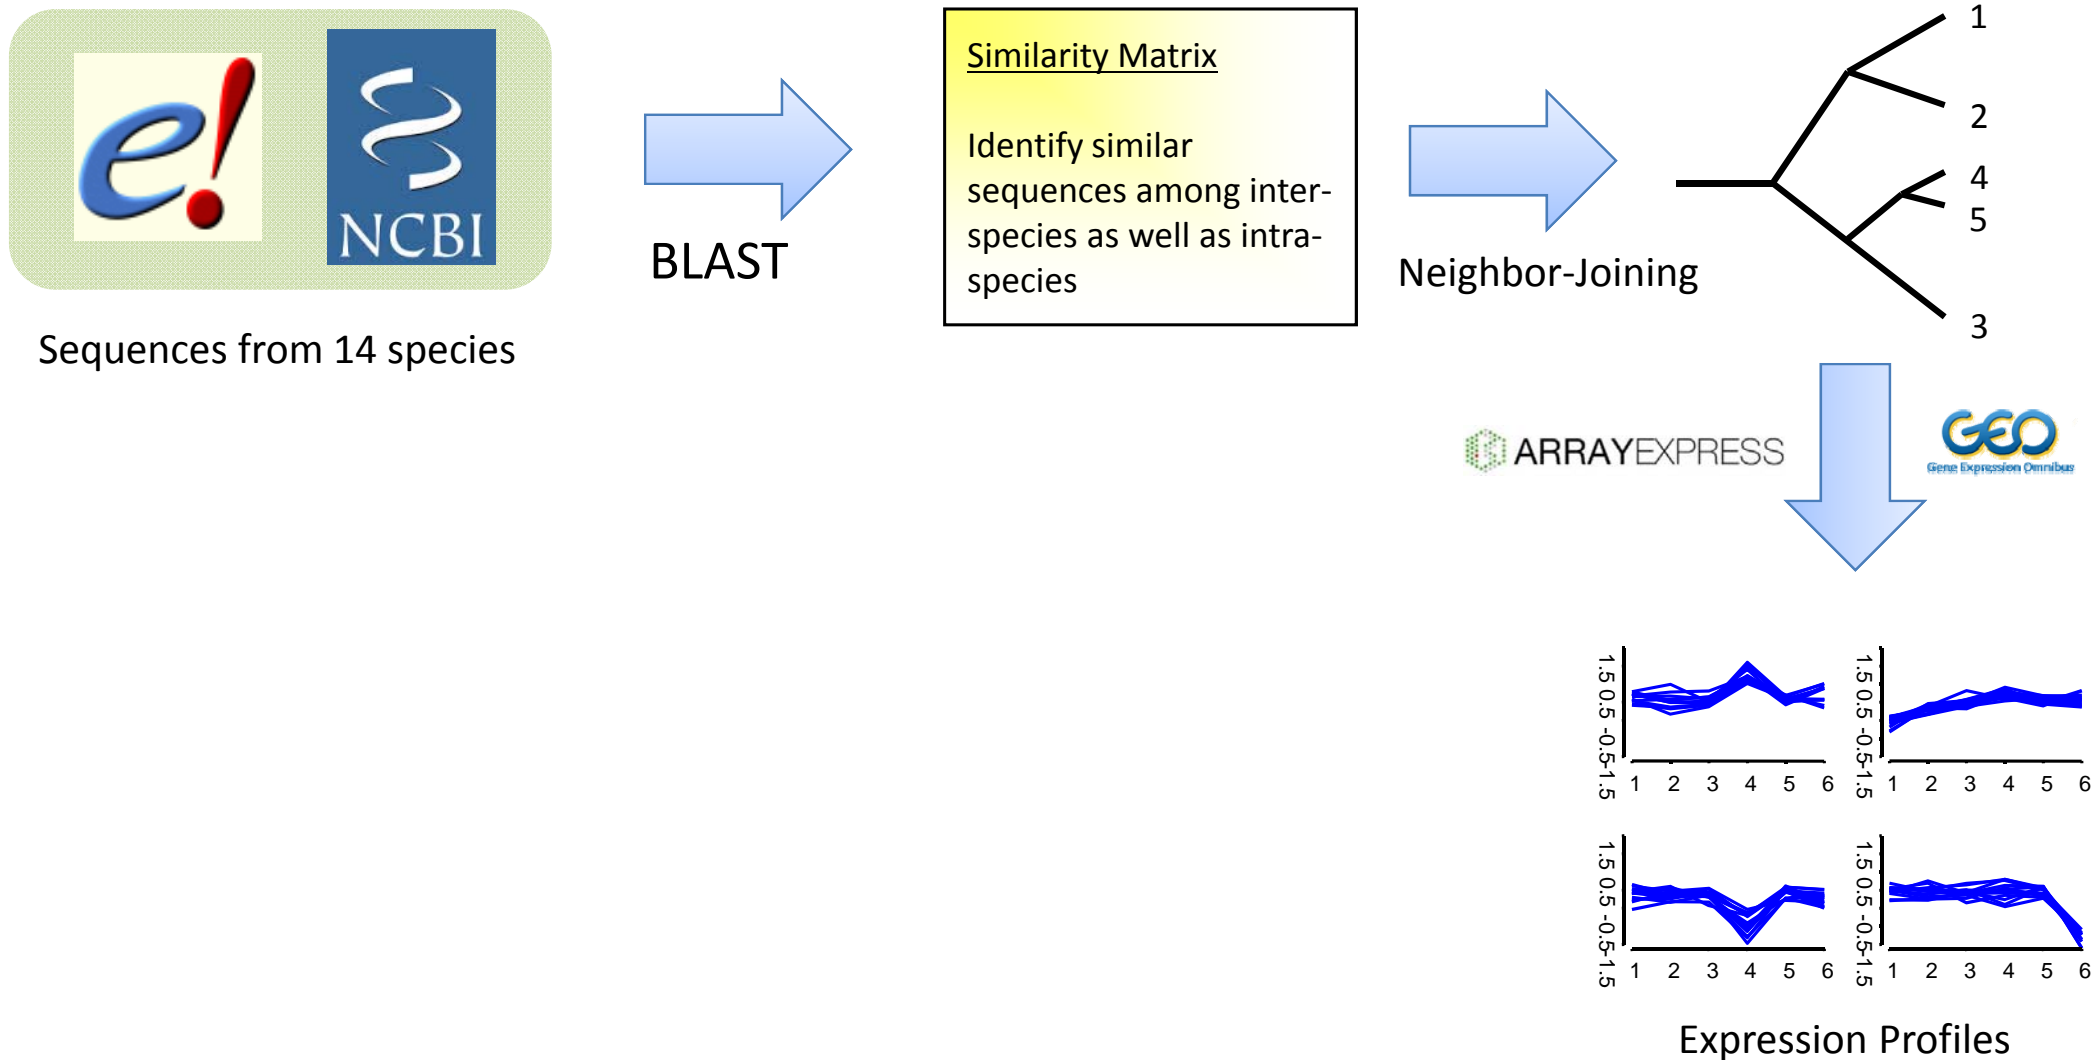 e!
NCBI
Sequences from 14 species
BLAST
Similarity Matrix
Identify similar
sequences among inter-
species as well as intra-
species
Neighbor-Joining
1
2
4
5
3
ARRAYEXPRESS
GEO
Gene Expression Omnibus
1.5 0.5 -0.5 -1.5
1 2 3 4 5 6
1.5 0.5 -0.5 -1.5
1 2 3 4 5 6
1.5 0.5 -0.5 -1.5
1 2 3 4 5 6
1.5 0.5 -0.5 -1.5
1 2 3 4 5 6
Expression Profiles